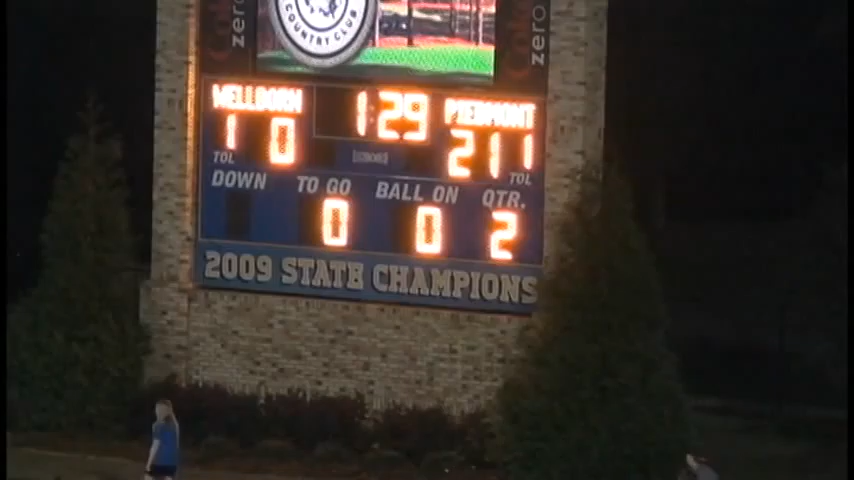 COUNTRY CLUB
zero
zero
WELLBORN 1:29 PIEDMONT
1 0 21 1
TOL TOL
DOWN TO GO BALL ON QTR.
0 0 2
2009 STATE CHAMPIONS